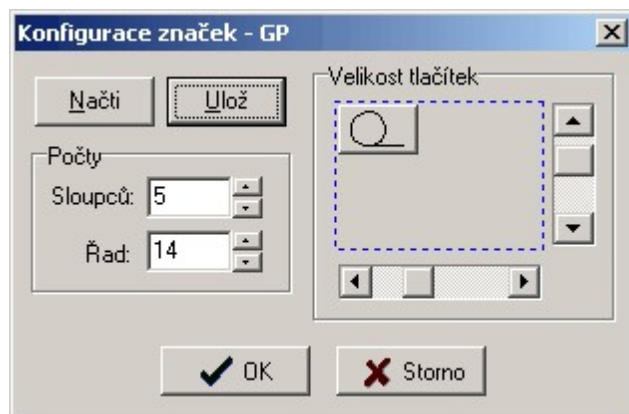 Konfigurace značek - GP
Načti
Ulož
Velikost tlačítek
Počty
Sloupců: 5
Řad: 14
OK
Storno